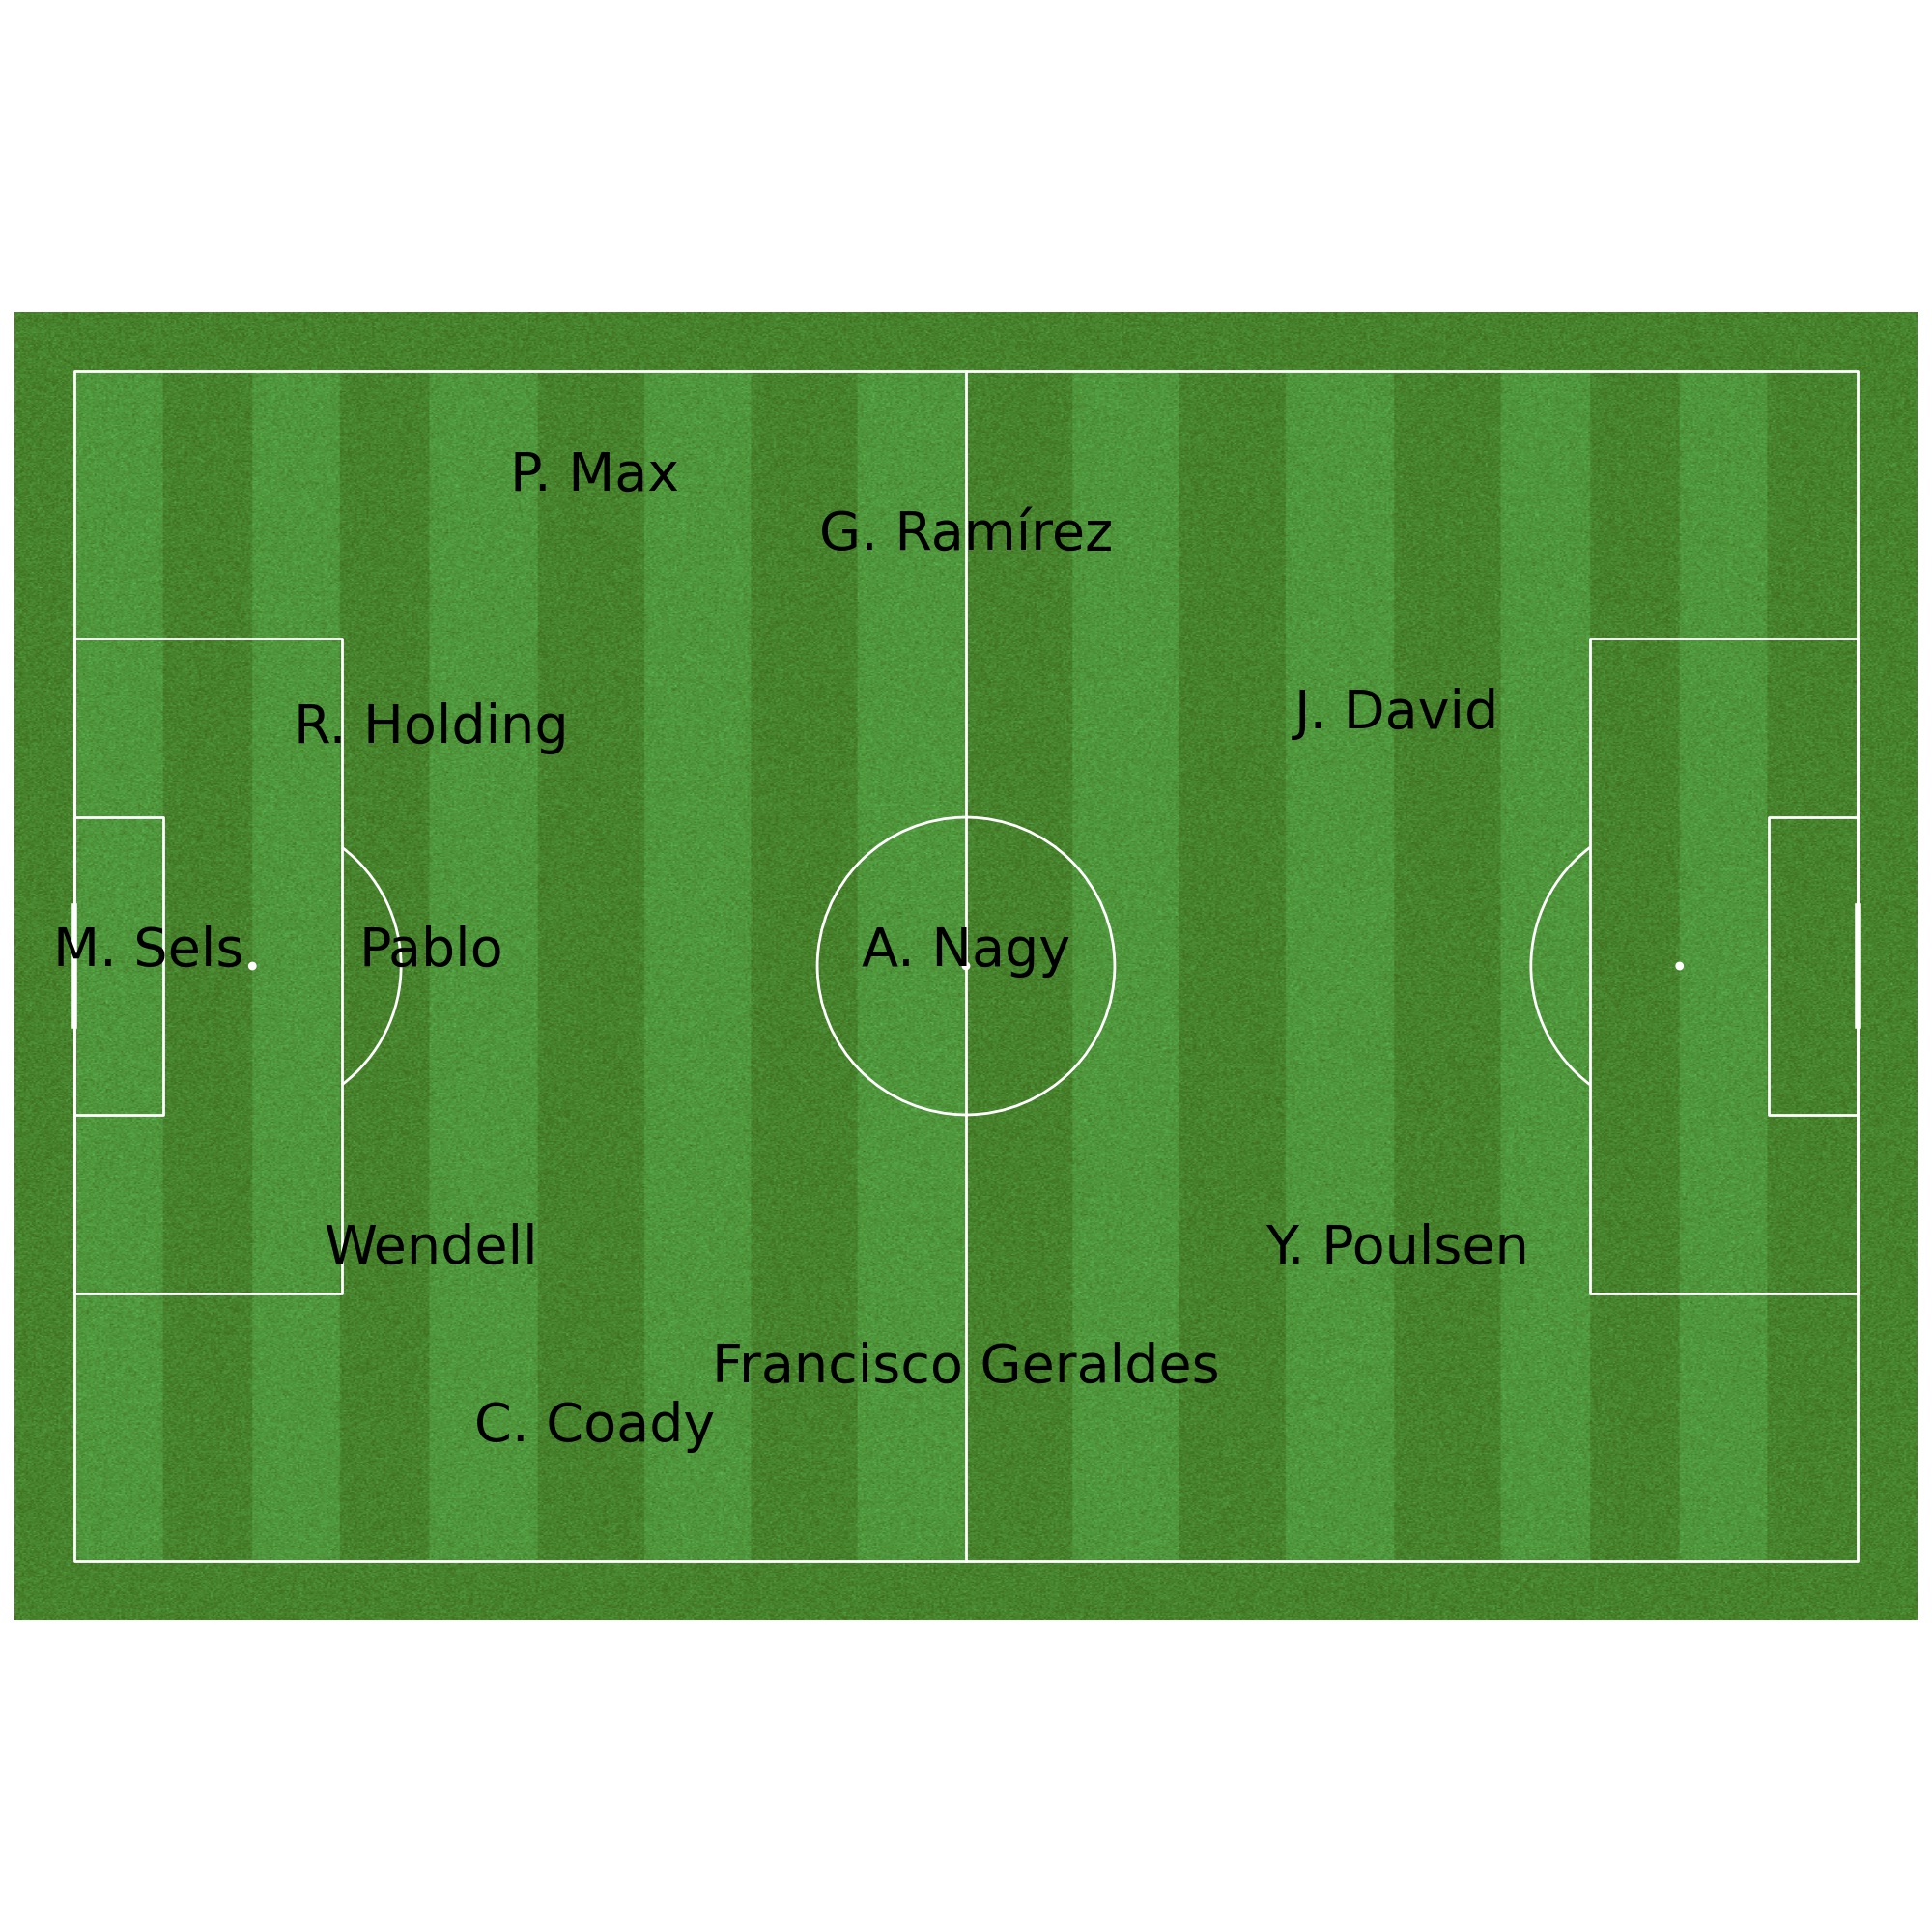 P. Max
G. Ramírez
R. Holding
J. David
M. Sels
Pablo
A. Nagy
Wendell
Y. Poulsen
Francisco Geraldes
C. Coady